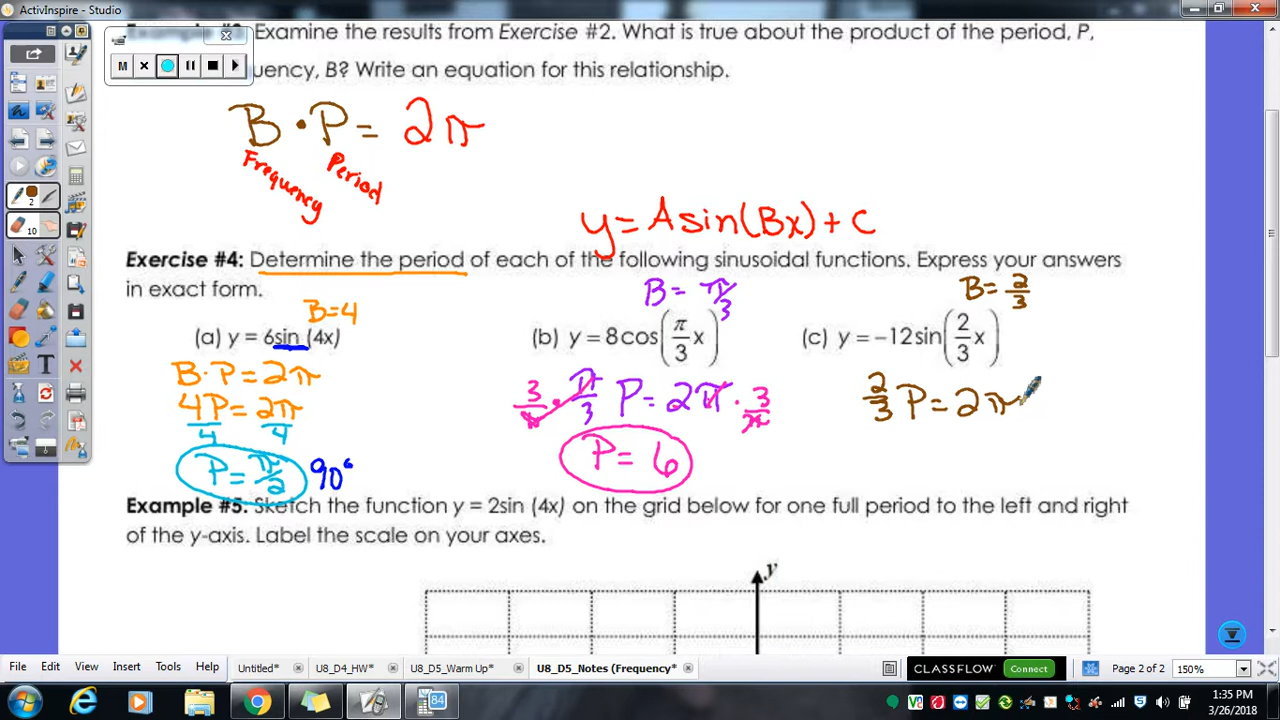 ActivInspire - Studio
Examine the results from Exercise #2. What is true about the product of the period, P,
uency, B? Write an equation for this relationship.
B · P = 2π
Frequency Period
y = A sin(Bx) + C
Exercise #4: Determine the period of each of the following sinusoidal functions. Express your answers
in exact form.
B=4
B = π/3
B = 2/3
(a) y = 6sin (4x)
(b) y = 8cos(π/3 x)
(c) y = −12sin(2/3 x)
B·P = 2π
4P/4 = 2π/4
P = π/2 90°
3/π · π/3 P = 2π · 3/π
P = 6
2/3 P = 2π
Example #5: Sketch the function y = 2sin (4x) on the grid below for one full period to the left and right
of the y-axis. Label the scale on your axes.
y
M
2
10
T
File Edit View Insert Tools Help
Untitled* U8_D4_HW* U8_D5_Warm Up* U8_D5_Notes (Frequency*
CLASSFLOW Connect
Page 2 of 2 150%
84
1:35 PM
3/26/2018